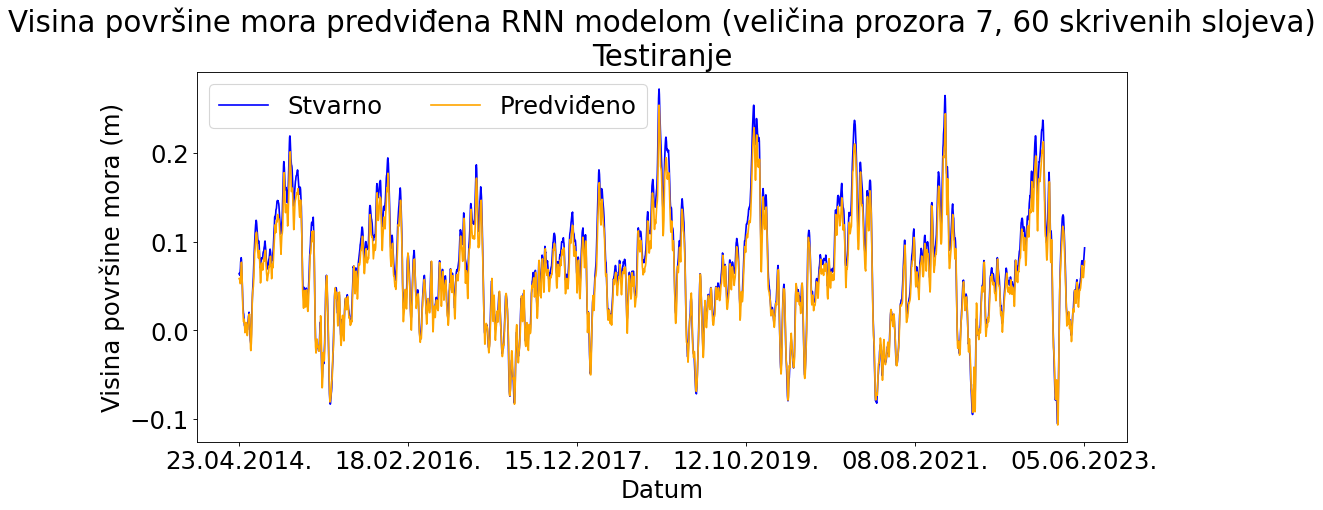 Visina površine mora predviđena RNN modelom (veličina prozora 7, 60 skrivenih slojeva)
Testiranje
Stvarno
Predviđeno
Visina površine mora (m)
0.2
0.1
0.0
−0.1
23.04.2014.
18.02.2016.
15.12.2017.
12.10.2019.
08.08.2021.
05.06.2023.
Datum